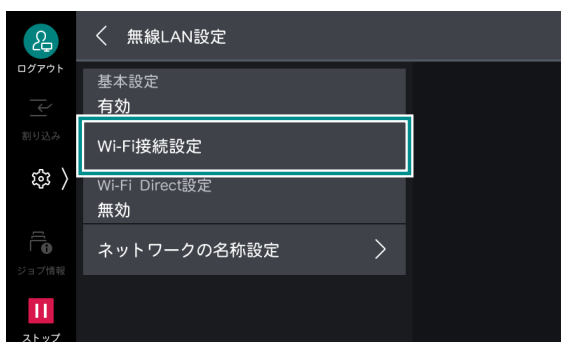 無線LAN設定
ログアウト
基本設定
有効
割り込み
Wi-Fi接続設定
Wi-Fi Direct設定
無効
ネットワークの名称設定
ジョブ情報
ストップ